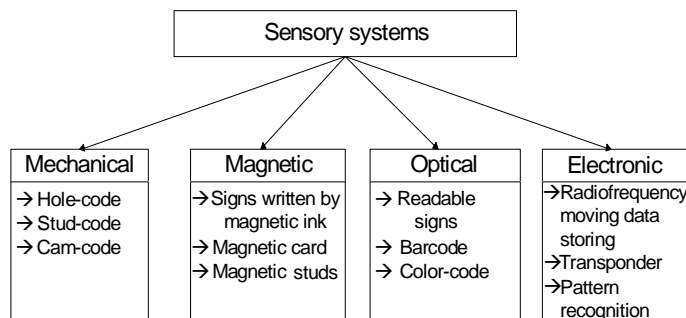 Sensory systems
Mechanical
→ Hole-code
→ Stud-code
→ Cam-code
Magnetic
→ Signs written by
magnetic ink
→ Magnetic card
→ Magnetic studs
Optical
→ Readable
signs
→ Barcode
→ Color-code
Electronic
→ Radiofrequency
moving data
storing
→ Transponder
→ Pattern
recognition